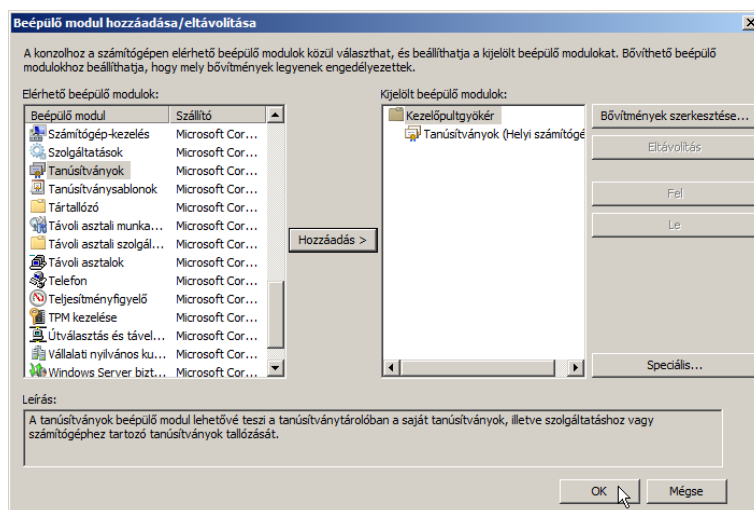 Beépülő modul hozzáadása/eltávolítása
A konzolhoz a számítógépen elérhető beépülő modulok közül választhat, és beállíthatja a kijelölt beépülő modulokat. Bővíthető beépülő
modulokhoz beállíthatja, hogy mely bővítmények legyenek engedélyezettek.
Elérhető beépülő modulok:
Beépülő modul Szállító
Számítógép-kezelés Microsoft Cor...
Szolgáltatások Microsoft Cor...
Tanúsítványok Microsoft Cor...
Tanúsítványsablonok Microsoft Cor...
Tártallózó Microsoft Cor...
Távoli asztali munka... Microsoft Cor...
Távoli asztali szolgál... Microsoft Cor...
Távoli asztalok Microsoft Cor...
Telefon Microsoft Cor...
Teljesítményfigyelő Microsoft Cor...
TPM kezelése Microsoft Cor...
Útválasztás és tável... Microsoft Cor...
Vállalati nyilvános ku... Microsoft Cor...
Windows Server bizt... Microsoft Cor...
Hozzáadás >
Kijelölt beépülő modulok:
Kezelőpultgyökér
Tanúsítványok (Helyi számítógé
Bővítmények szerkesztése...
Eltávolítás
Fel
Le
Speciális...
Leírás:
A tanúsítványok beépülő modul lehetővé teszi a tanúsítványtárolóban a saját tanúsítványok, illetve szolgáltatáshoz vagy
számítógéphez tartozó tanúsítványok tallózását.
OK
Mégse